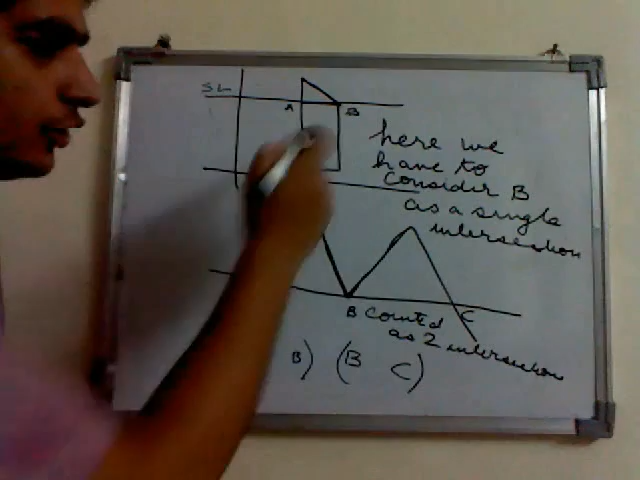 SL
A
B
here we
have to
Consider B
as a single
intersection
B Counted C
as 2 intersection
B) (B C)